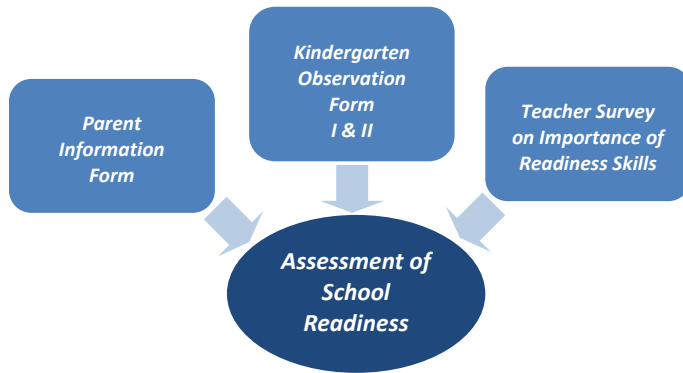 Parent
Information
Form
Kindergarten
Observation
Form
I & II
Teacher Survey
on Importance of
Readiness Skills
Assessment of
School
Readiness